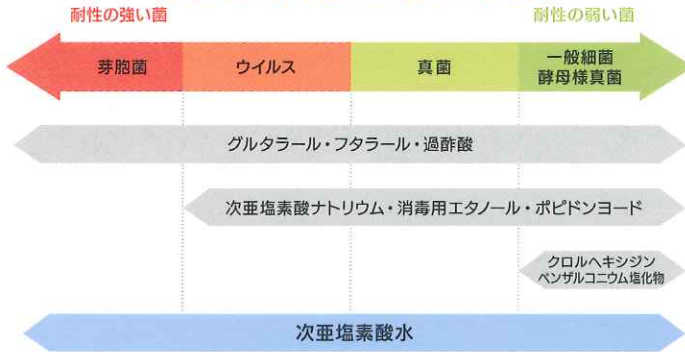 耐性の強い菌
耐性の弱い菌
芽胞菌
ウイルス
真菌
一般細菌
酵母様真菌
グルタラール・フタラール・過酢酸
次亜塩素酸ナトリウム・消毒用エタノール・ポピドンヨード
クロルヘキシジン
ベンザルコニウム塩化物
次亜塩素酸水